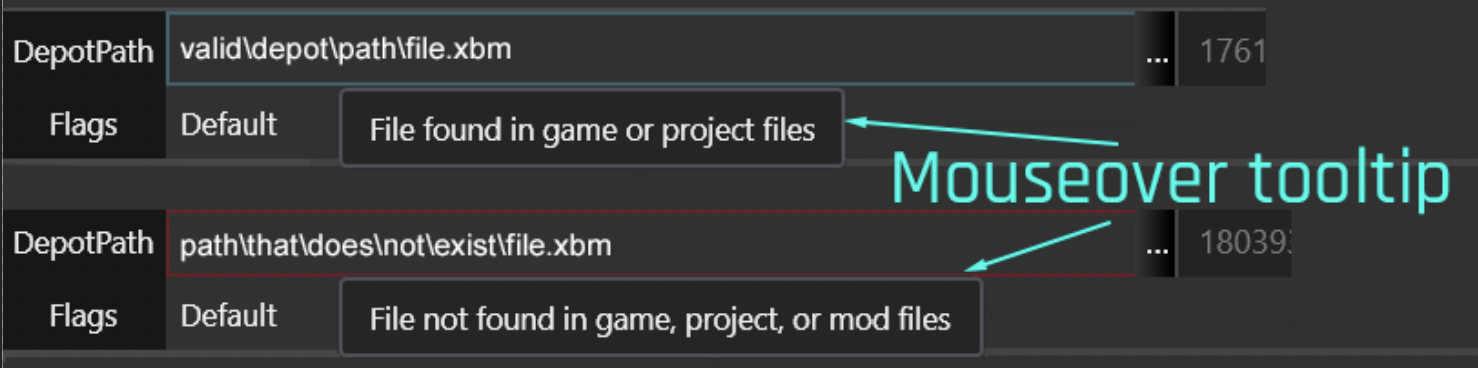 DepotPath valid\depot\path\file.xbm ... 1761
Flags Default File found in game or project files
Mouseover tooltip
DepotPath path\that\does\not\exist\file.xbm ... 18039
Flags Default File not found in game, project, or mod files